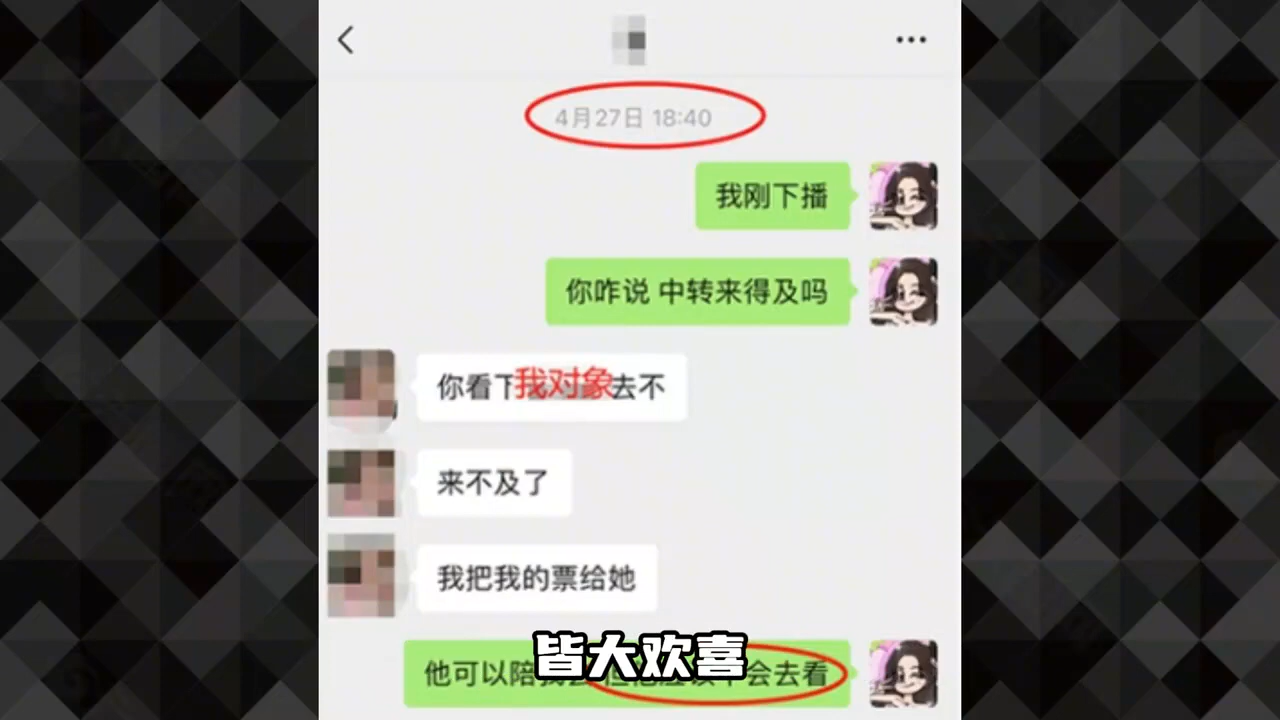 4月27日 18:40
我刚下播
你咋说 中转来得及吗
你看下我对象去不
来不及了
我把我的票给她
他可以陪我去 会去看
皆大欢喜